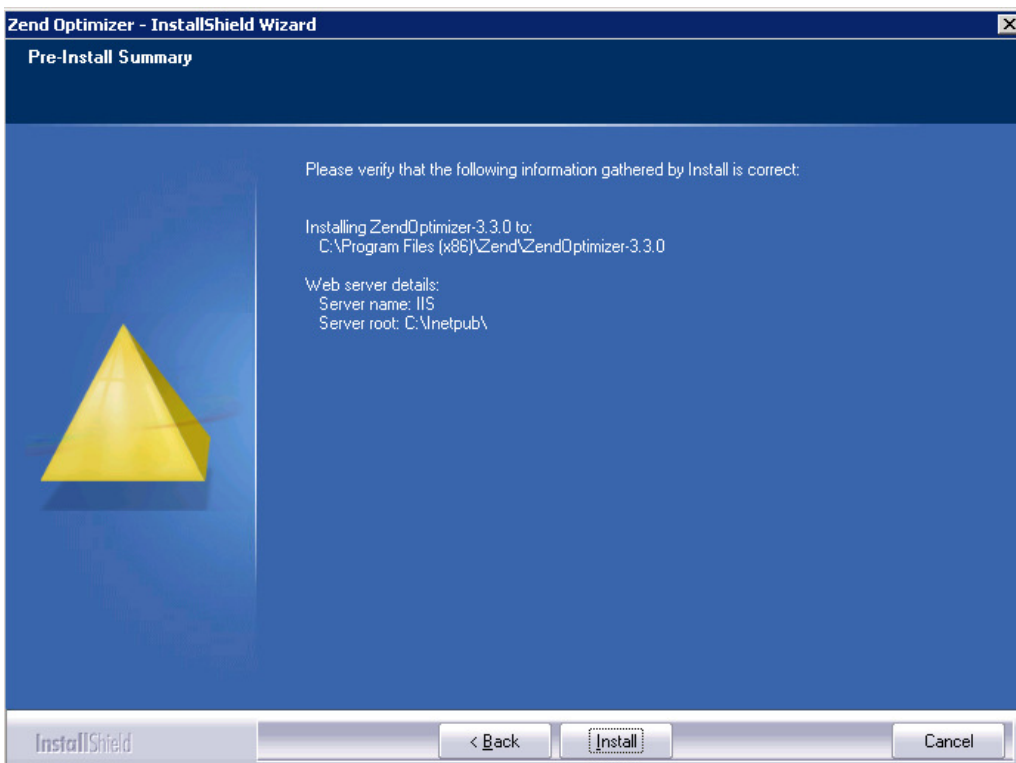 Zend Optimizer - InstallShield Wizard
Pre-Install Summary
Please verify that the following information gathered by Install is correct:
Installing ZendOptimizer-3.3.0 to:
C:\Program Files (x86)\Zend\ZendOptimizer-3.3.0
Web server details:
Server name: IIS
Server root: C:\Inetpub\
InstallShield
< Back
Install
Cancel